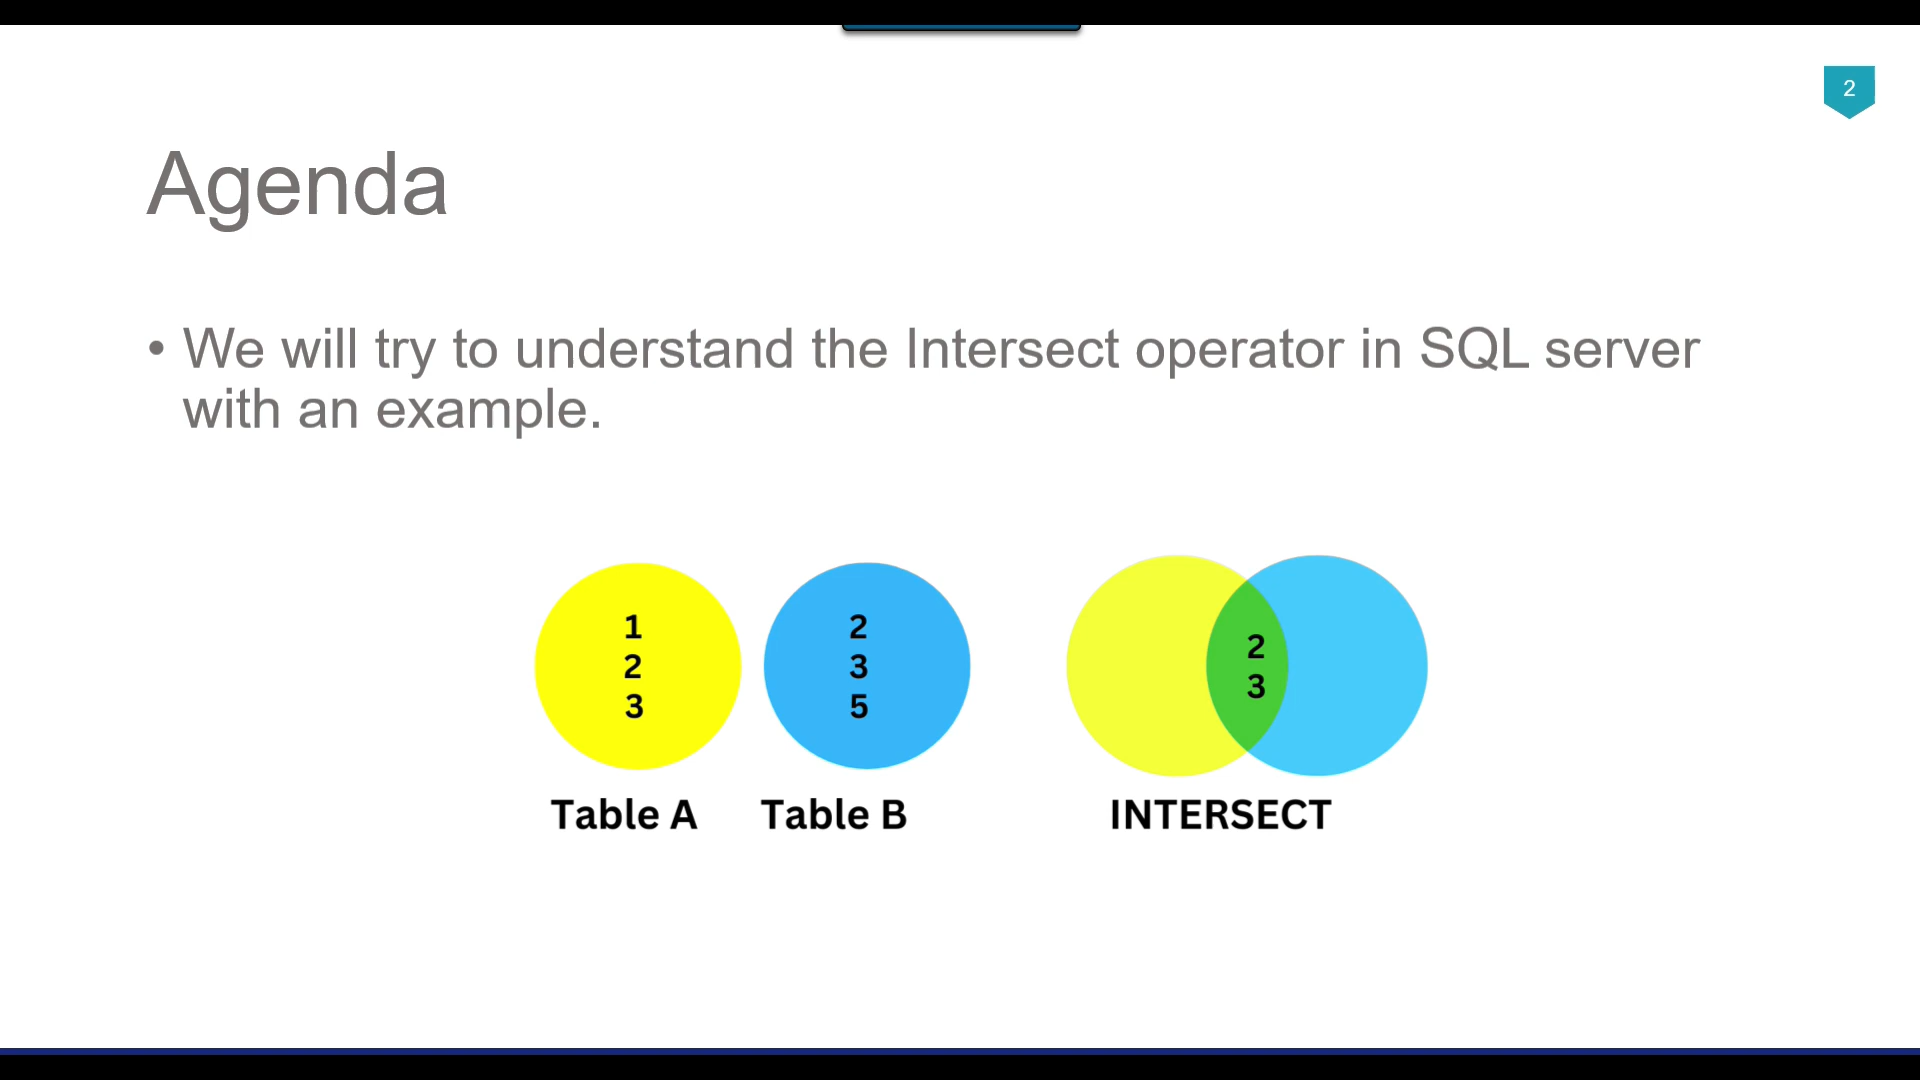 2
Agenda
• We will try to understand the Intersect operator in SQL server
with an example.
1
2
3
2
3
5
2
3
Table A
Table B
INTERSECT